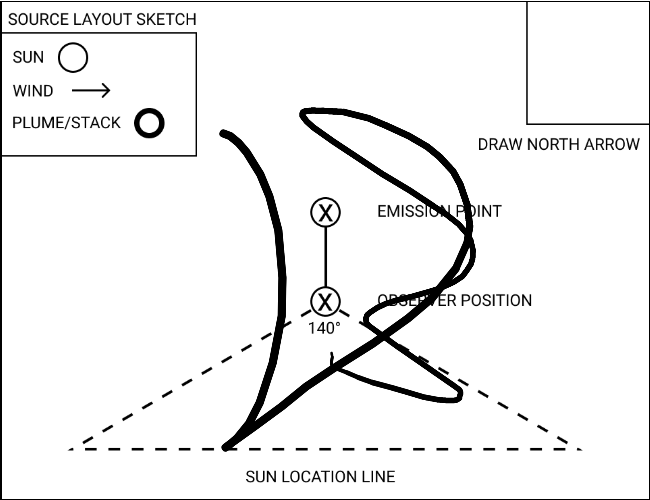 SOURCE LAYOUT SKETCH
SUN
WIND
PLUME/STACK
DRAW NORTH ARROW
X EMISSION POINT
X OBSERVER POSITION
140°
SUN LOCATION LINE